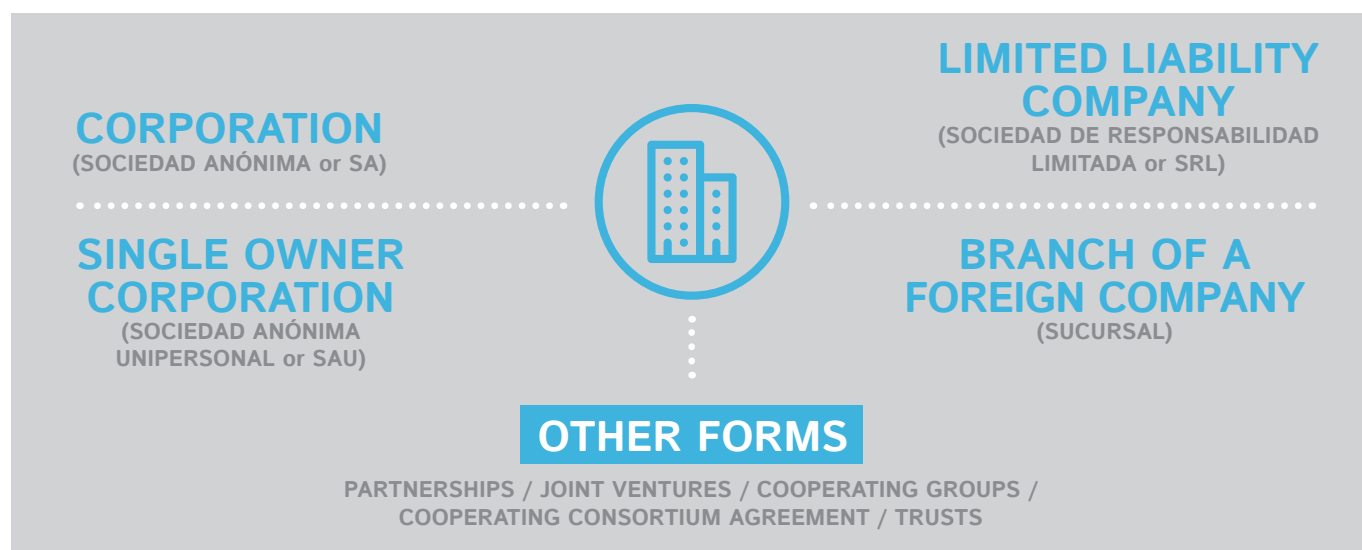 CORPORATION
(SOCIEDAD ANÓNIMA or SA)
SINGLE OWNER
CORPORATION
(SOCIEDAD ANÓNIMA
UNIPERSONAL or SAU)
LIMITED LIABILITY
COMPANY
(SOCIEDAD DE RESPONSABILIDAD
LIMITADA or SRL)
BRANCH OF A
FOREIGN COMPANY
(SUCURSAL)
OTHER FORMS
PARTNERSHIPS / JOINT VENTURES / COOPERATING GROUPS /
COOPERATING CONSORTIUM AGREEMENT / TRUSTS